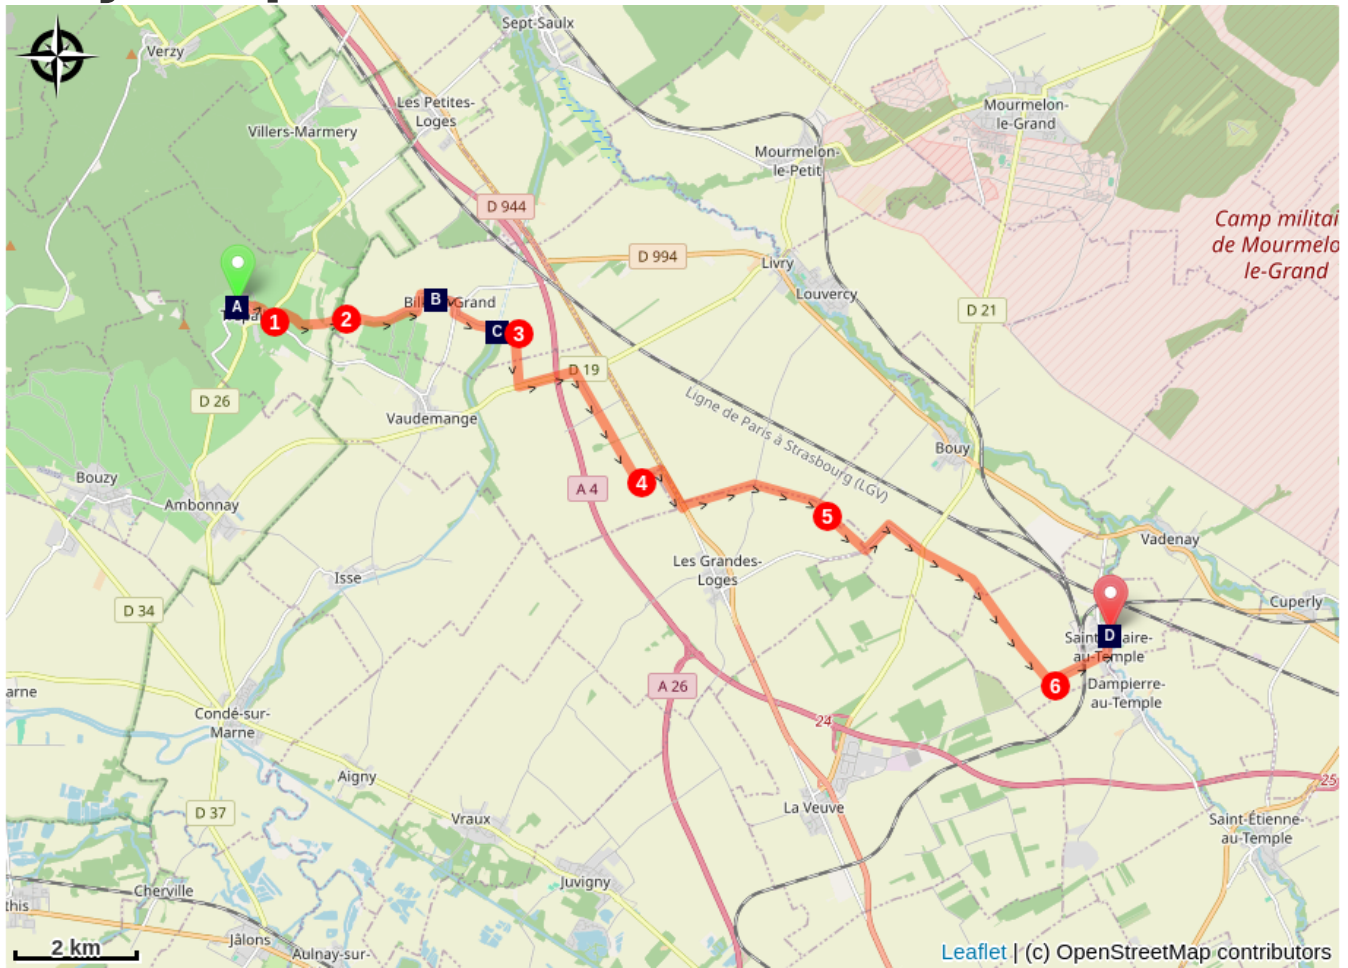 Sept-Saulx
Verzy
Les Petites-
Loges
Mourmelon-
le-Grand
Villers-Marmery
Mourmelon-
le-Petit
D 944
Camp militai
de Mourmelo
le-Grand
D 994
Livry
Louvercy
A
B
Grand
D 21
1
2
C
3
D 19
D 26
Vaudemange
Ligne de Paris à Strasbourg (LGV)
Bouy
Bouzy
Ambonnay
A 4
4
5
Vadenay
Les Grandes-
Loges
Isse
D 34
Cuperly
D
au-Temple
6
A 26
Dampierre-
au-Temple
arne
Condé-sur-
Marne
24
Aigny
25
D 37
Vraux
La Veuve
Saint-Étienne-
au-Temple
Juvigny
Cherville
this
Jâlons
Aulnay-sur-
2 km
Leaflet | (c) OpenStreetMap contributors